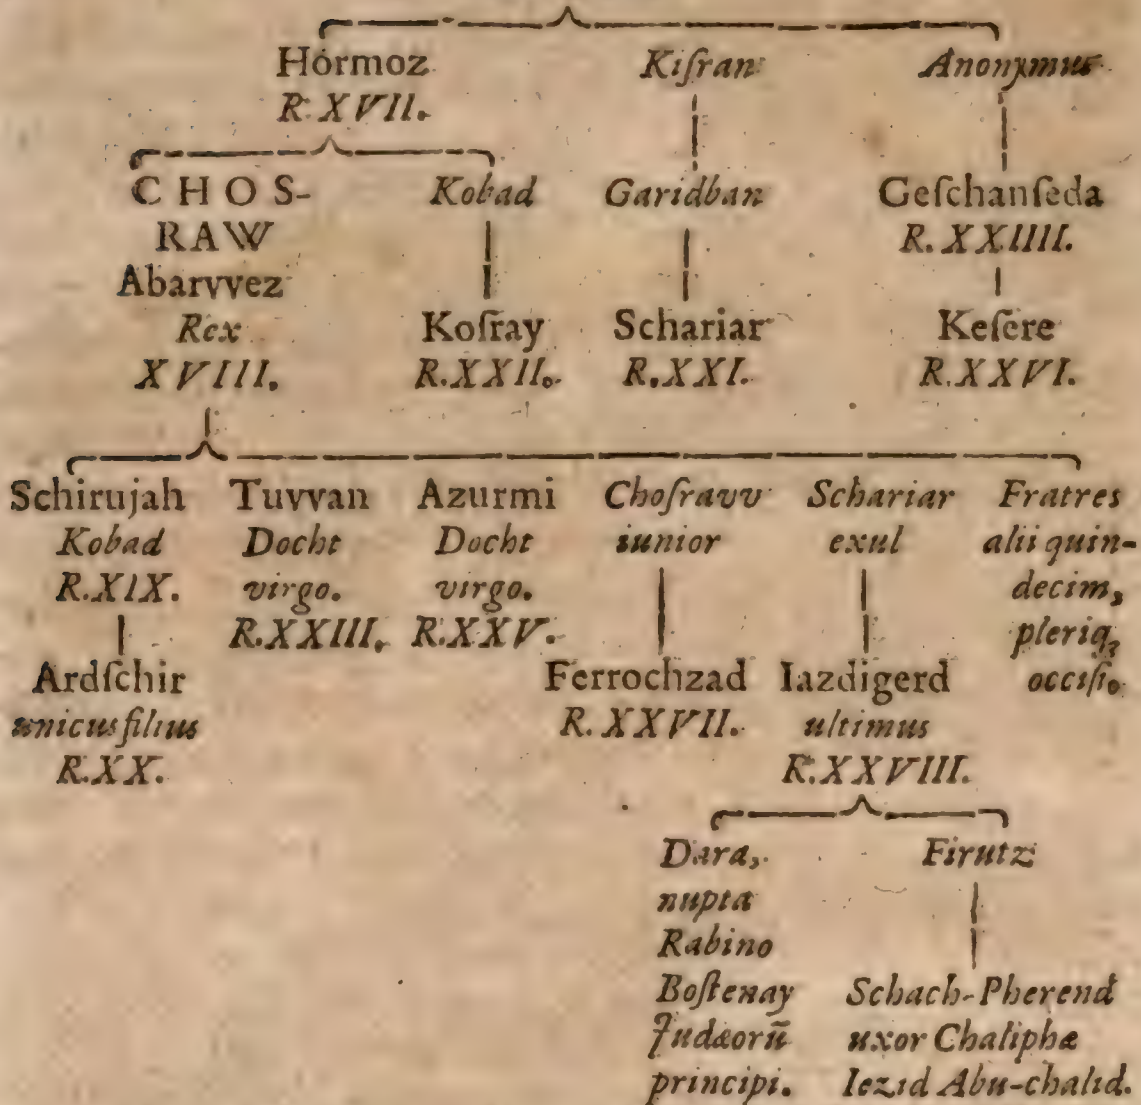 Hormoz Kiſran Anonymus
R. XVII.
CHOS- Kobad Garidban Geſchanſeda
RAW R. XXIIII.
Abarvvez
Rex Koſray Schariar Keſere
XVIII. R. XXII. R. XXI. R. XXVI.
Schirujah Tuvvan Azurmi Choſravv Schariar Fratres
Kobad Docht Docht iunior exul alii quin-
R. XIX. virgo. virgo. decim,
R. XXIII. R. XXV. pleriq;
Ardſchir Ferrochzad Iazdigerd occiſi.
unicus filius R. XXVII. ultimus
R. XX. R. XXVIII.
Dara, Firutz
nupta
Rabino
Boſtenay Schach-Pherend
Judæorũ uxor Chaliphæ
principi. Iezid Abu-chalid.